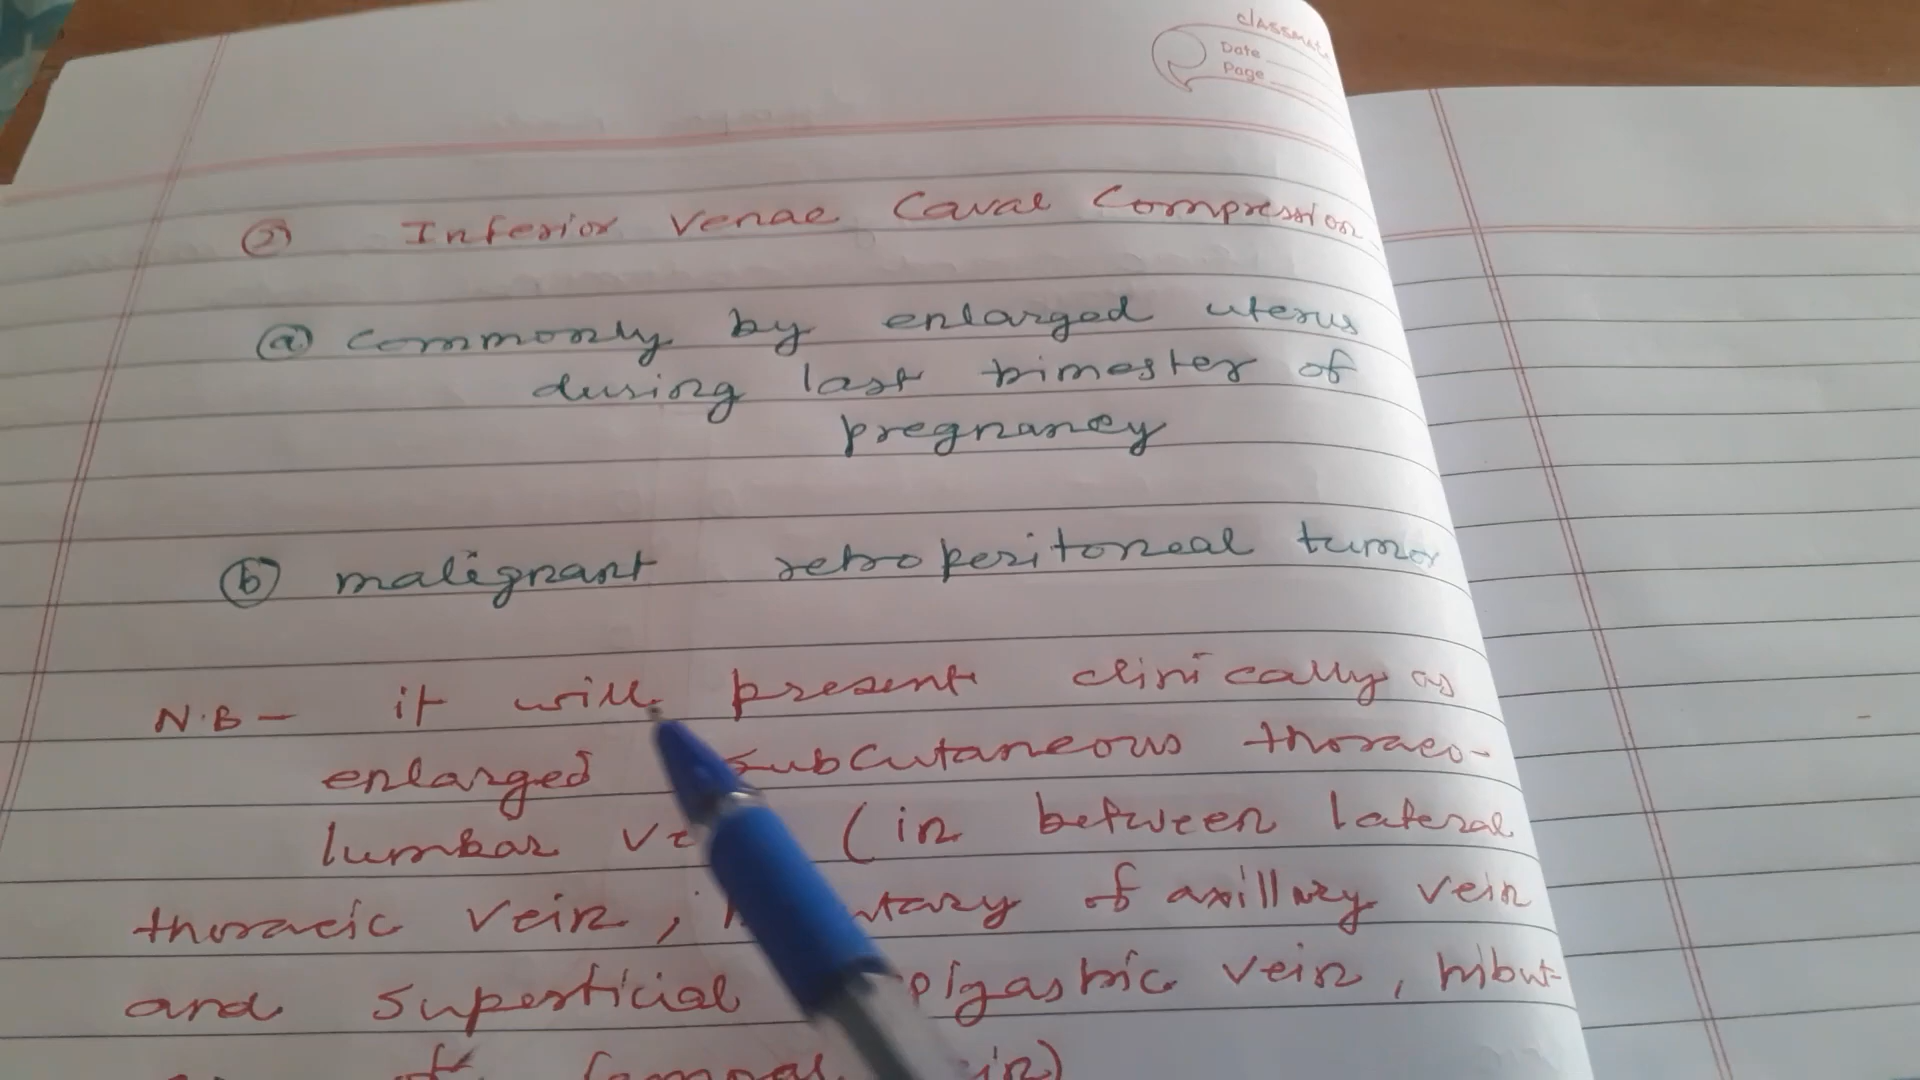 classmate
Date
Page
② Inferior Venae Caval Compression
ⓐ commonly by enlarged uterus
during last trimester of
pregnancy
ⓑ malignant retroperitoneal tumor
N.B- it will present clinically as
enlarged subcutaneous thoraco-
lumbar (in between lateral
thoracic vein, of axillary vein
and superficial vein, tribut-